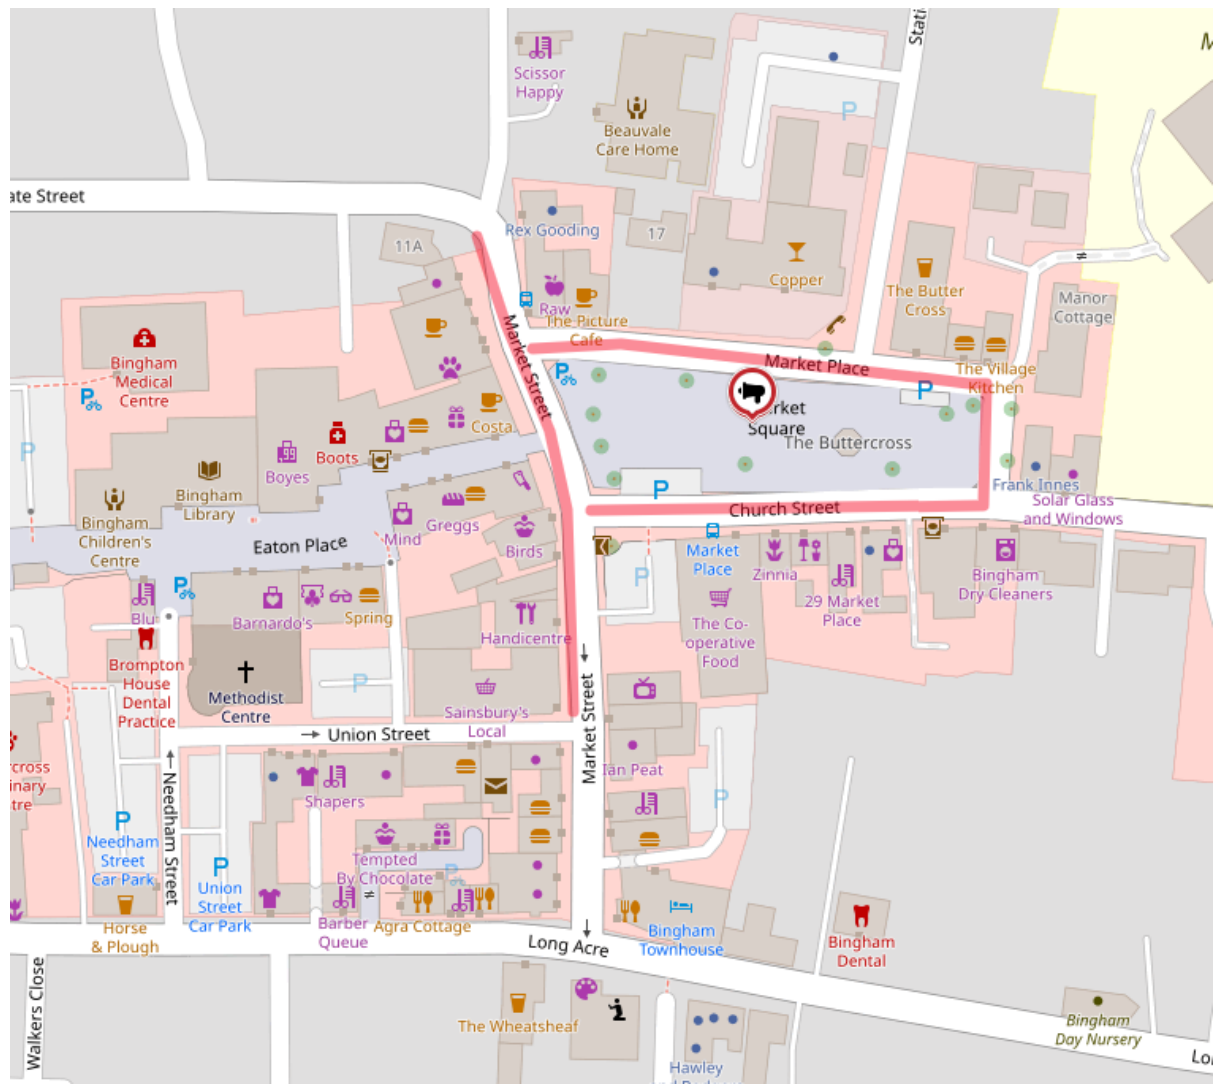 Scissor
Happy
Beauvale
Care Home
ate Street
Rex Gooding
17
11A
Copper
The Butter
Cross
Manor
Cottage
Raw
The Picture
Cafe
Market Street
Market Place
The Village
Kitchen
Bingham
Medical
Centre
P
P
P
Costa
Square
The Buttercross
Boyes
Boots
Bingham
Library
P
P
P
Frank Innes
Solar Glass
and Windows
Church Street
Mind
Greggs
Birds
Bingham
Children's
Centre
Eaton Place
Market
Place
Zinnia
29 Market
Place
Bingham
Dry Cleaners
P
P
Blu
Barnardo's
Spring
Handicentre
The Co-
operative
Food
Brompton
House
Dental
Practice
Methodist
Centre
P
Sainsbury's
Local
Market Street
Union Street
Ian Peat
Shapers
P
P
Needham
Street
Car Park
Needham Street
Tempted
By Chocolate
P
P
Union
Street
Car Park
Horse
& Plough
Barber
Queue
Agra Cottage
Long Acre
Bingham
Townhouse
Bingham
Dental
Walkers Close
The Wheatsheaf
Bingham
Day Nursery
Hawley